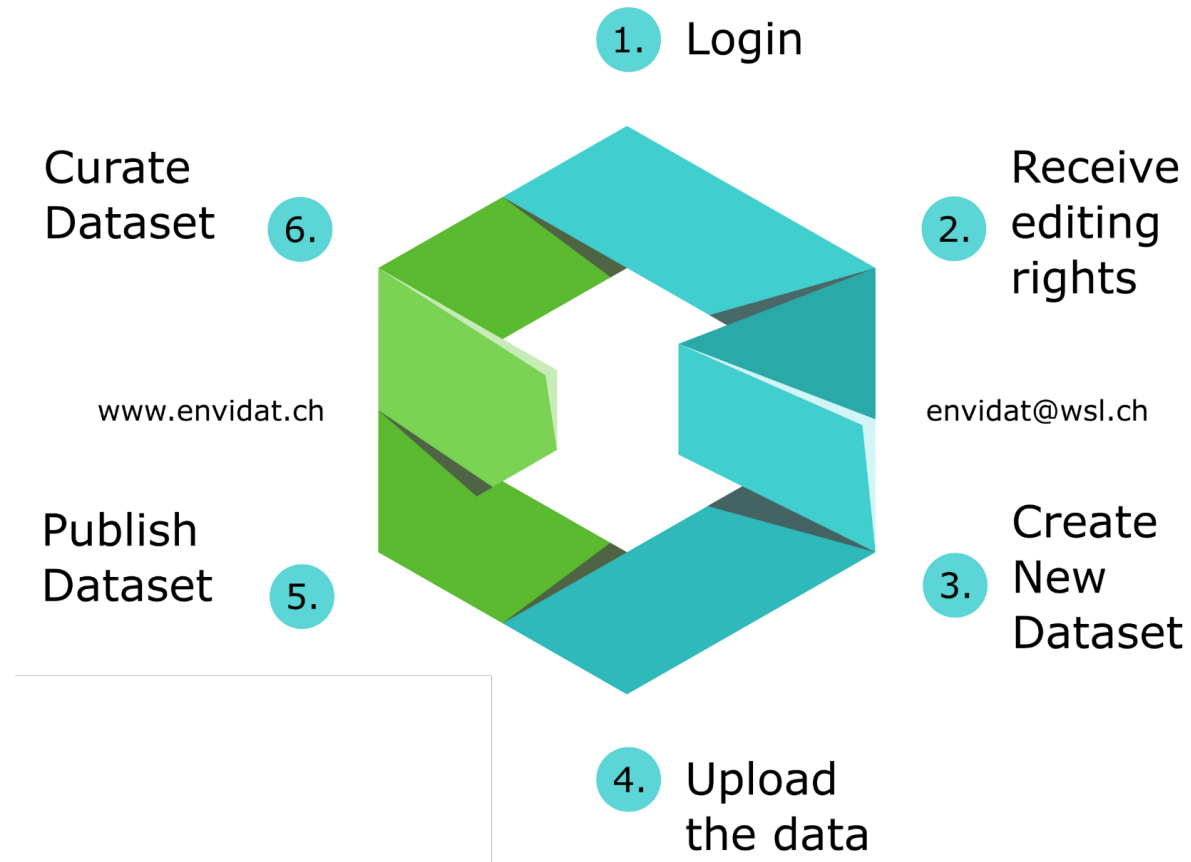 1. Login
2. Receive
editing
rights
envidat@wsl.ch
3. Create
New
Dataset
4. Upload
the data
5. Publish
Dataset
www.envidat.ch
6. Curate
Dataset